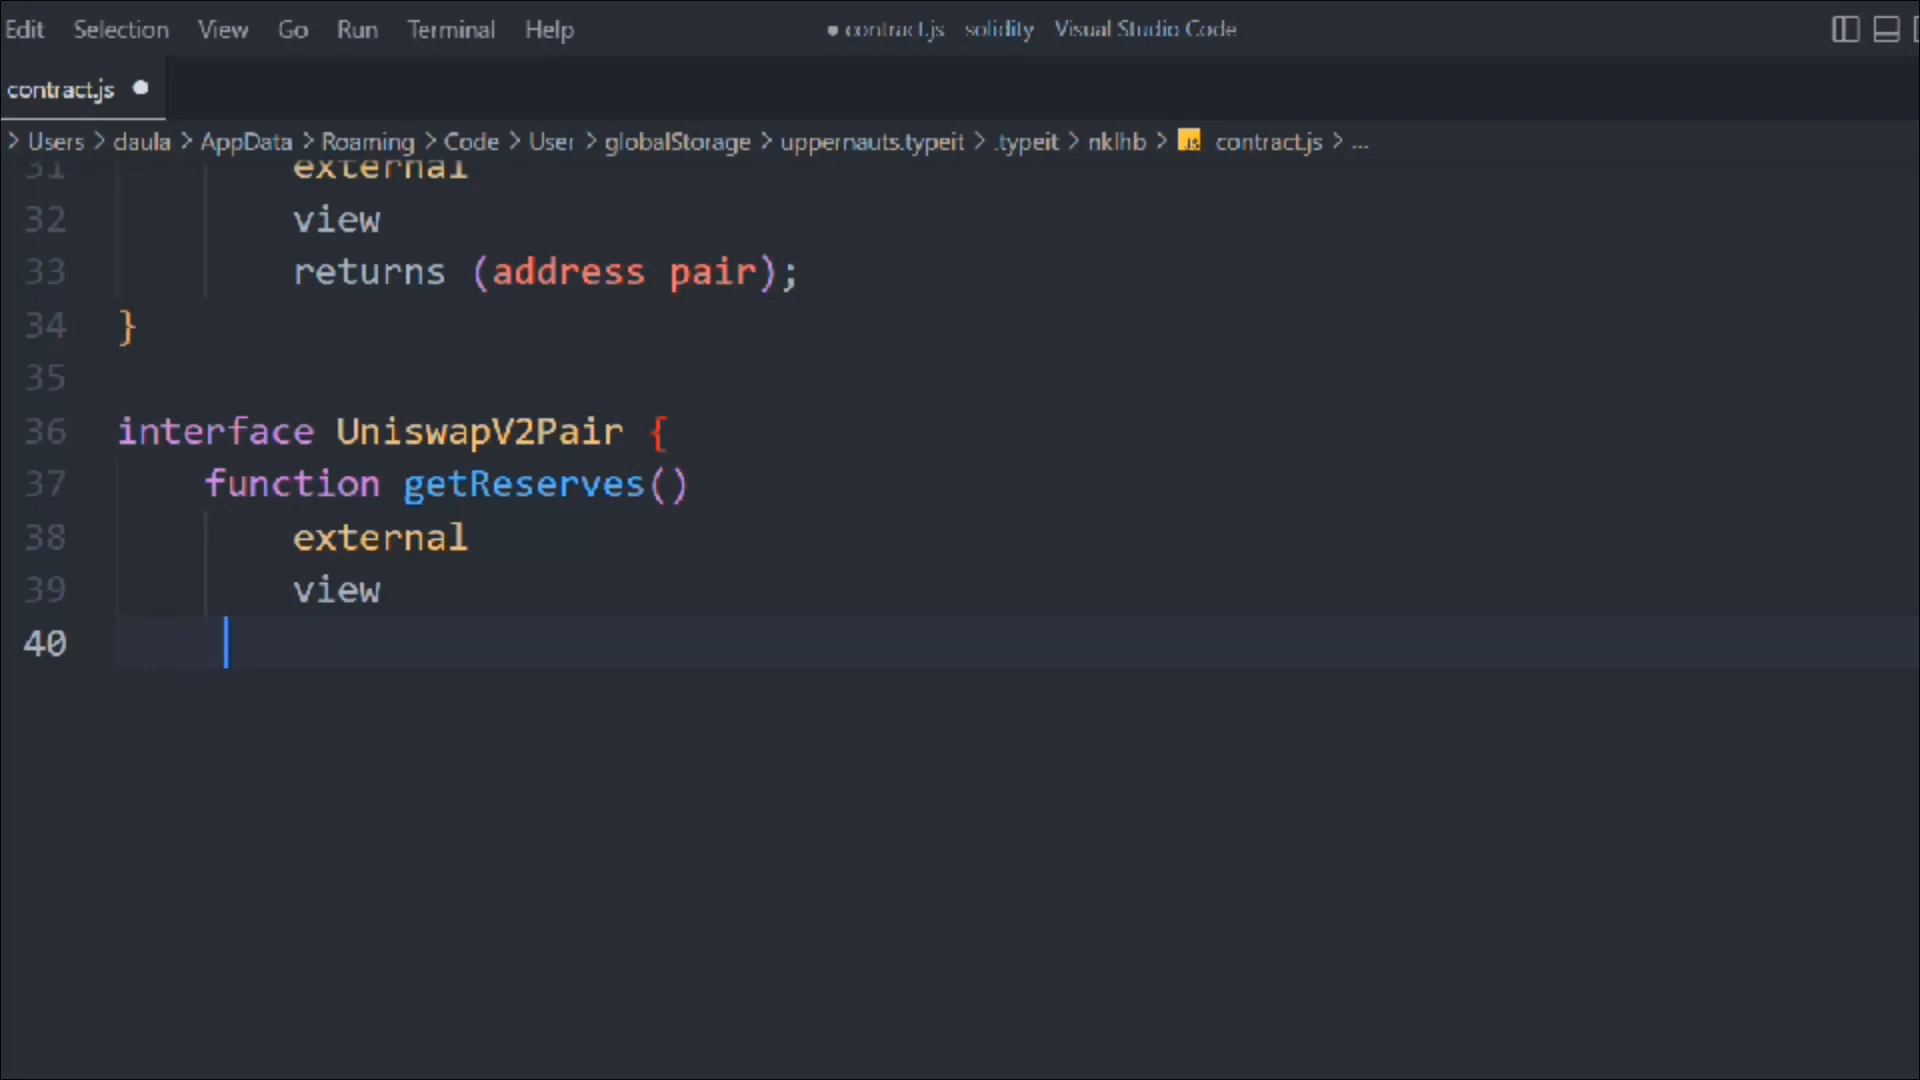 Edit Selection View Go Run Terminal Help ● contract.js solidity Visual Studio Code
contract.js ●
> Users > daula > AppData > Roaming > Code > User > globalStorage > uppernauts.typeit > .typeit > nklhb > JS contract.js > ...
31 external
32 view
33 returns (address pair);
34 }
35
36 interface UniswapV2Pair {
37 function getReserves()
38 external
39 view
40